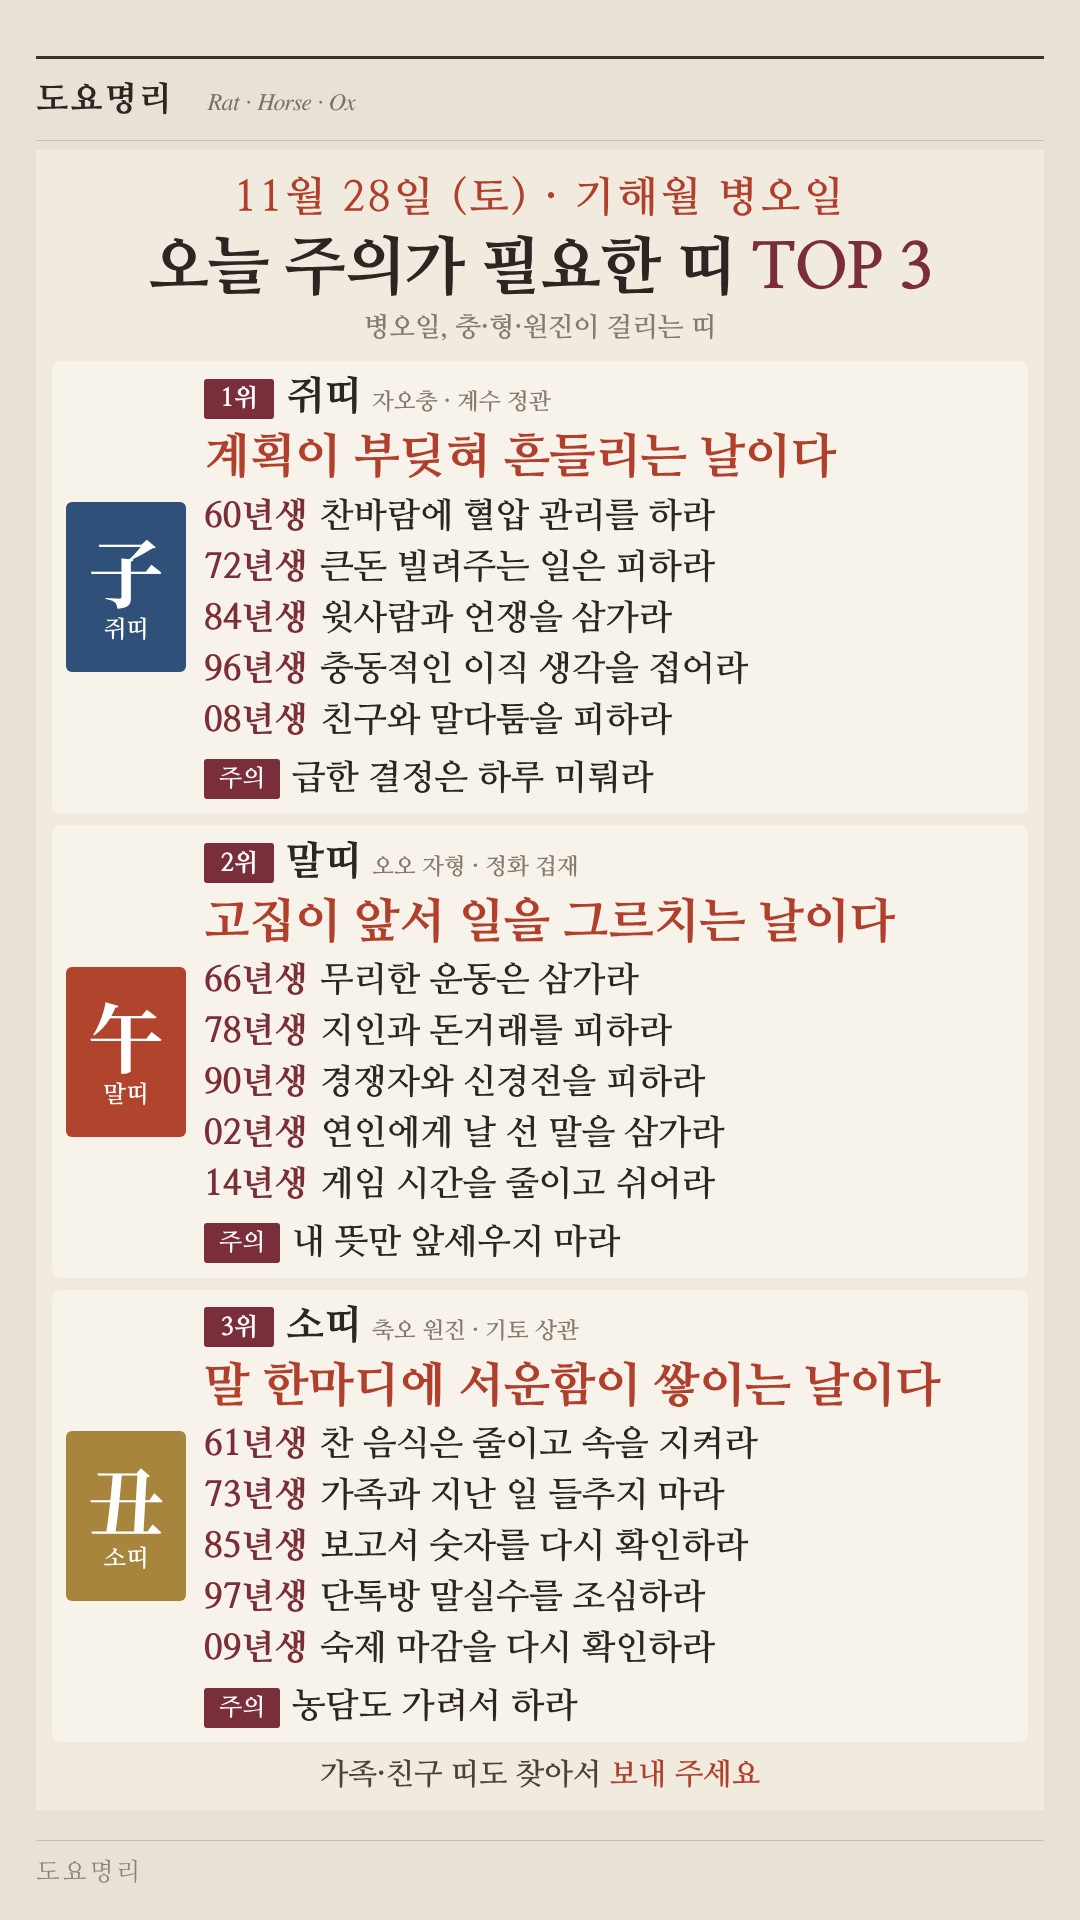 도요명리 Rat · Horse · Ox
11월 28일 (토) · 기해월 병오일
오늘 주의가 필요한 띠 TOP 3
병오일, 충·형·원진이 걸리는 띠
1위 쥐띠 자오충 · 계수 정관
계획이 부딪혀 흔들리는 날이다
子
쥐띠
60년생 찬바람에 혈압 관리를 하라
72년생 큰돈 빌려주는 일은 피하라
84년생 윗사람과 언쟁을 삼가라
96년생 충동적인 이직 생각을 접어라
08년생 친구와 말다툼을 피하라
주의 급한 결정은 하루 미뤄라
2위 말띠 오오 자형 · 정화 겁재
고집이 앞서 일을 그르치는 날이다
午
말띠
66년생 무리한 운동은 삼가라
78년생 지인과 돈거래를 피하라
90년생 경쟁자와 신경전을 피하라
02년생 연인에게 날 선 말을 삼가라
14년생 게임 시간을 줄이고 쉬어라
주의 내 뜻만 앞세우지 마라
3위 소띠 축오 원진 · 기토 상관
말 한마디에 서운함이 쌓이는 날이다
丑
소띠
61년생 찬 음식은 줄이고 속을 지켜라
73년생 가족과 지난 일 들추지 마라
85년생 보고서 숫자를 다시 확인하라
97년생 단톡방 말실수를 조심하라
09년생 숙제 마감을 다시 확인하라
주의 농담도 가려서 하라
가족·친구 띠도 찾아서 보내 주세요
도요명리